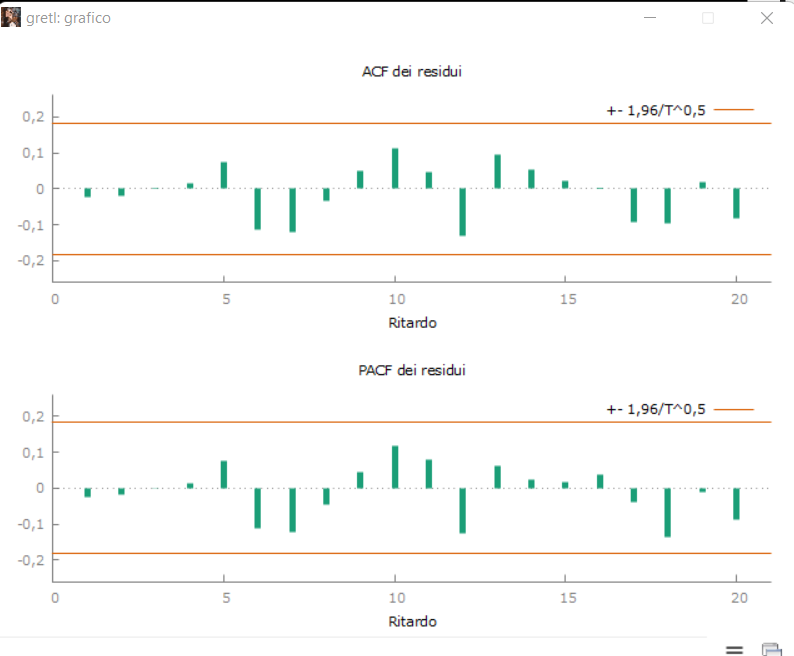 gretl: grafico
ACF dei residui
+- 1,96/T^0,5
0,2
0,1
0
-0,1
-0,2
0 5 10 15 20
Ritardo
PACF dei residui
+- 1,96/T^0,5
0,2
0,1
0
-0,1
-0,2
0 5 10 15 20
Ritardo